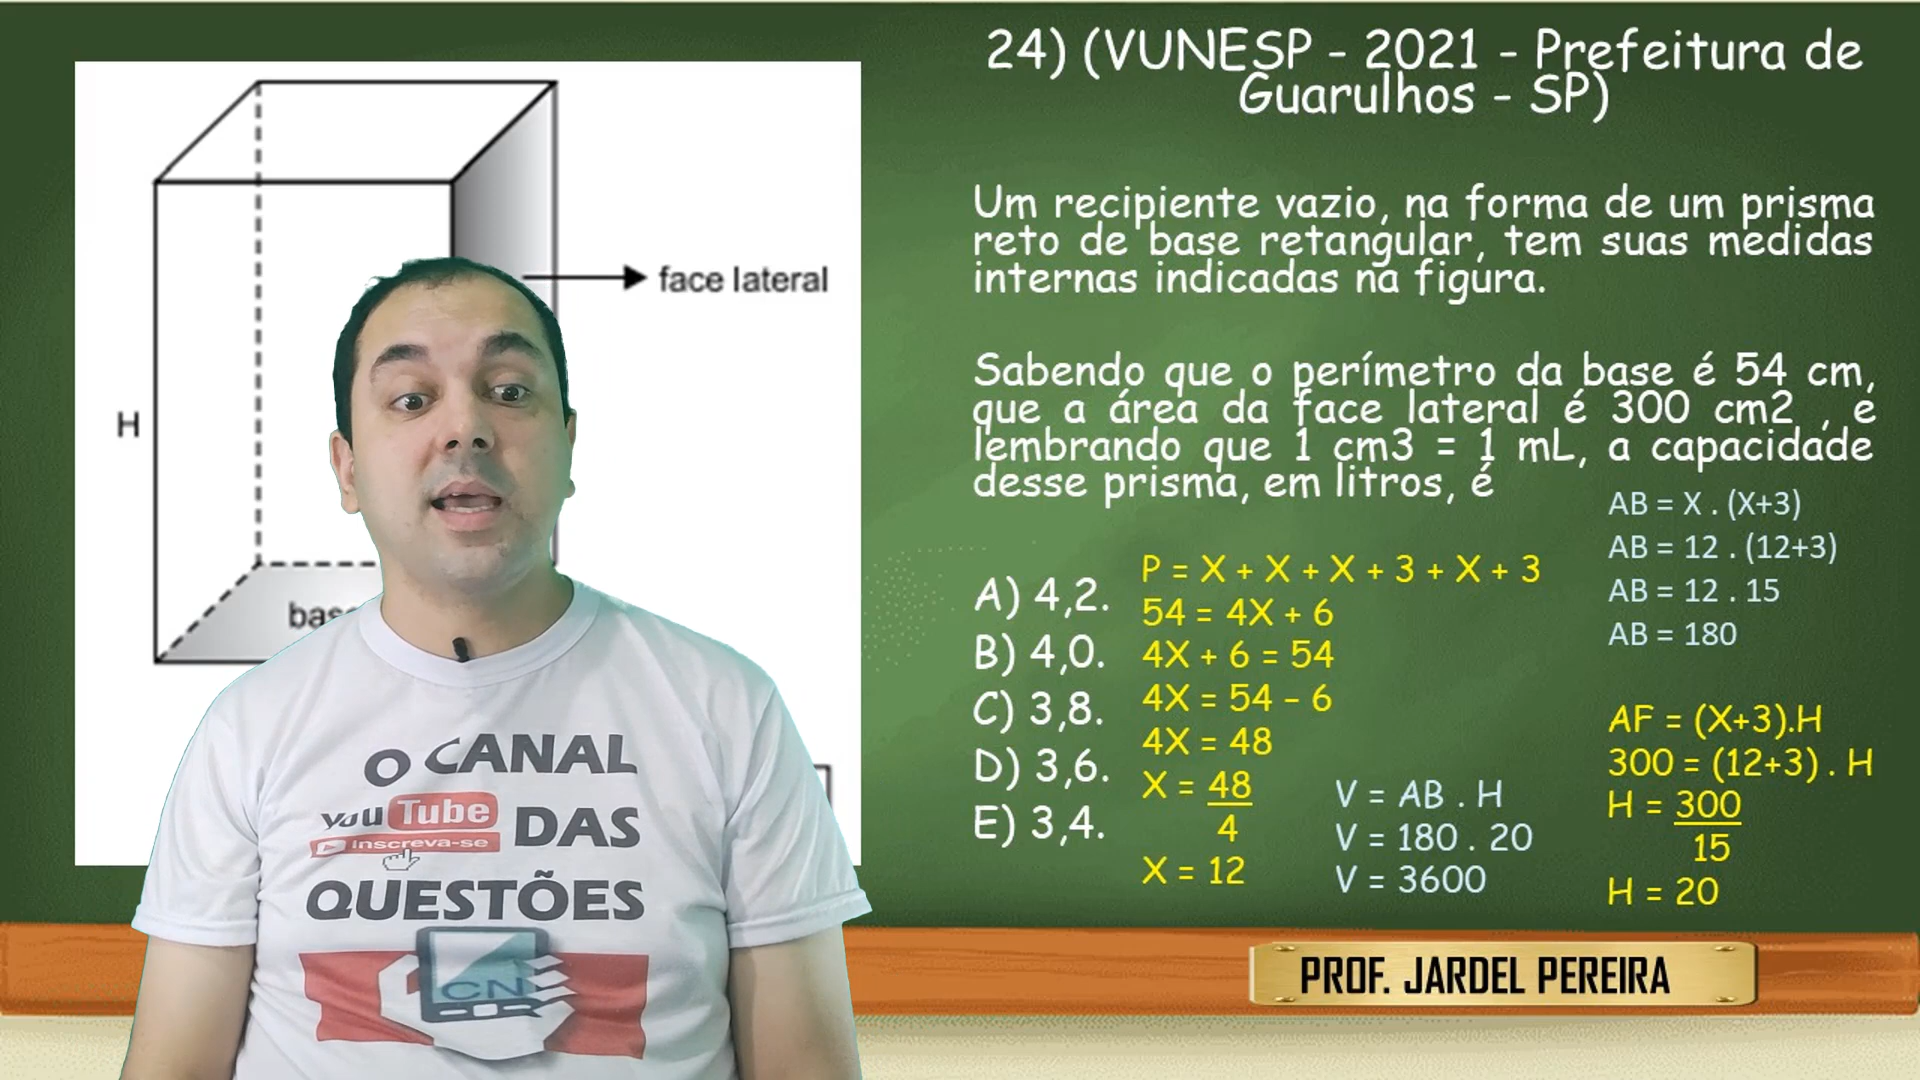 24) (VUNESP - 2021 - Prefeitura de
Guarulhos - SP)
Um recipiente vazio, na forma de um prisma
reto de base retangular, tem suas medidas
internas indicadas na figura.
Sabendo que o perímetro da base é 54 cm,
que a área da face lateral é 300 cm2 , e
lembrando que 1 cm3 = 1 mL, a capacidade
desse prisma, em litros, é
A) 4,2.
B) 4,0.
C) 3,8.
D) 3,6.
E) 3,4.
P = X + X + X + 3 + X + 3
54 = 4X + 6
4X + 6 = 54
4X = 54 – 6
4X = 48
X = 48
4
X = 12
AB = X . (X+3)
AB = 12 . (12+3)
AB = 12 . 15
AB = 180
AF = (X+3).H
300 = (12+3) . H
H = 300
15
H = 20
V = AB . H
V = 180 . 20
V = 3600
face lateral
H
O CANAL
YouTube
DAS
inscreva-se
QUESTÕES
CN
PROF. JARDEL PEREIRA